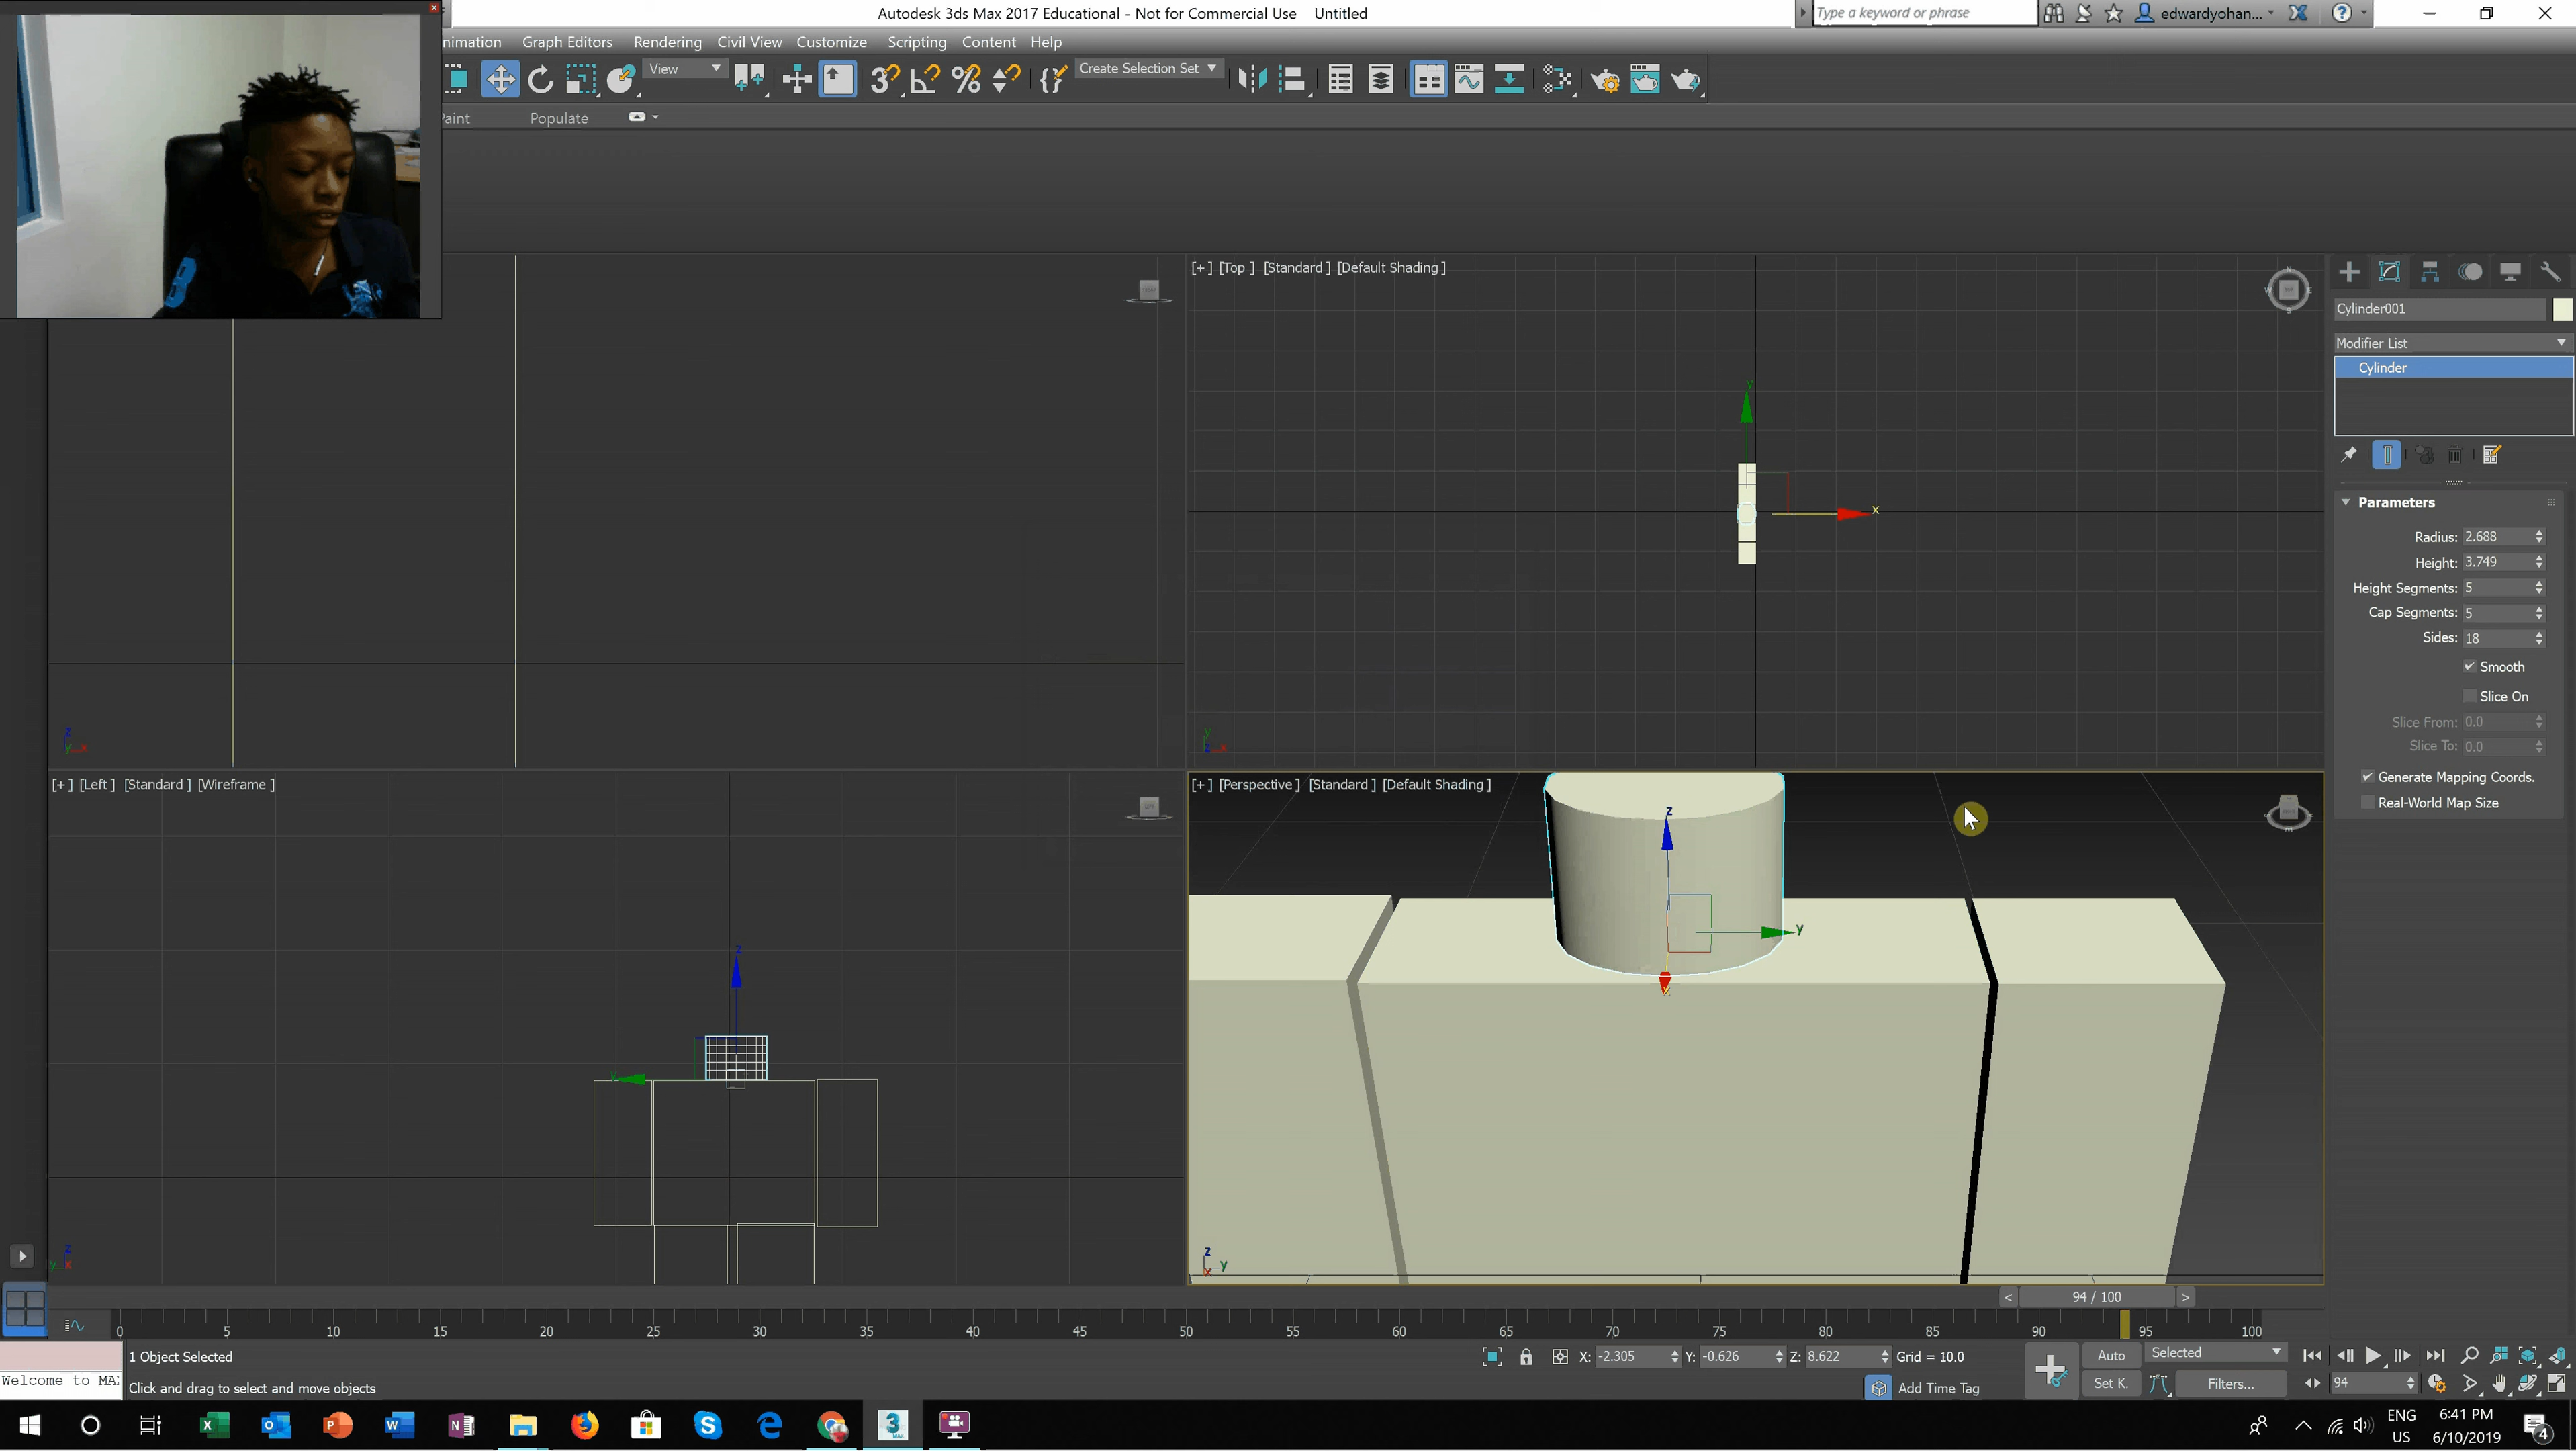 Autodesk 3ds Max 2017 Educational - Not for Commercial Use Untitled
Type a keyword or phrase
edwardyohan...
nimation Graph Editors Rendering Civil View Customize Scripting Content Help
View
Create Selection Set
Populate
[+] [Top ] [Standard ] [Default Shading ]
y
x
y
z x
z
y x
Cylinder001
Modifier List
Cylinder
Parameters
Radius: 2.688
Height: 3.749
Height Segments: 5
Cap Segments: 5
Sides: 18
Smooth
Slice On
Slice From: 0.0
Slice To: 0.0
Generate Mapping Coords.
Real-World Map Size
[+] [Left ] [Standard ] [Wireframe ]
z
y
z
y x
[+] [Perspective ] [Standard ] [Default Shading ]
z
y
x
z
x y
< 94 / 100 >
0 5 10 15 20 25 30 35 40 45 50 55 60 65 70 75 80 85 90 95 100
1 Object Selected
X: -2.305 Y: -0.626 Z: 8.622 Grid = 10.0
Auto Selected
Welcome to MAX
Click and drag to select and move objects
Add Time Tag
Set K. Filters...
94
3
MAX
ENG
US
6:41 PM
6/10/2019
4